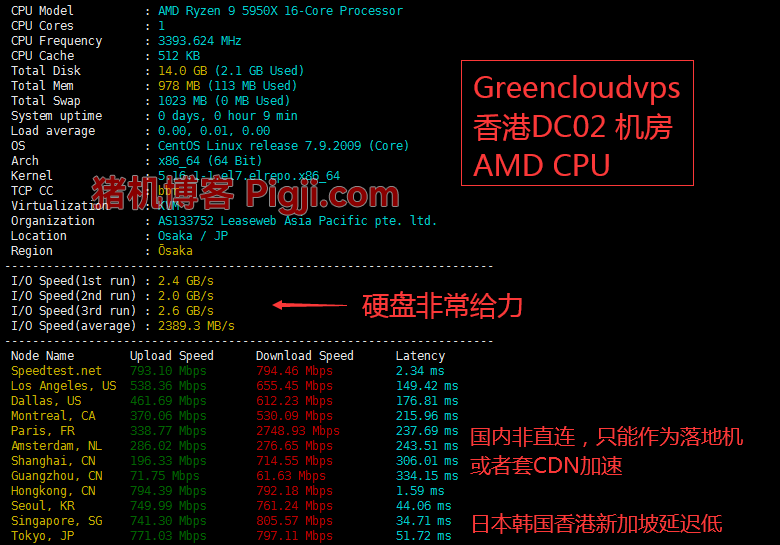 CPU Model : AMD Ryzen 9 5950X 16-Core Processor
CPU Cores : 1
CPU Frequency : 3393.624 MHz
CPU Cache : 512 KB
Total Disk : 14.0 GB (2.1 GB Used)
Total Mem : 978 MB (113 MB Used)
Total Swap : 1023 MB (0 MB Used)
System uptime : 0 days, 0 hour 9 min
Load average : 0.00, 0.01, 0.00
OS : CentOS Linux release 7.9.2009 (Core)
Arch : x86_64 (64 Bit)
Kernel : 5.16.1-1.el7.elrepo.x86_64
TCP CC : bbr
Virtualization : KVM
Organization : AS133752 Leaseweb Asia Pacific pte. ltd.
Location : Osaka / JP
Region : Ōsaka
Greencloudvps
香港DC02 机房
AMD CPU
猪机博客 Pigji.com
I/O Speed(1st run) : 2.4 GB/s
I/O Speed(2nd run) : 2.0 GB/s
I/O Speed(3rd run) : 2.6 GB/s
I/O Speed(average) : 2389.3 MB/s
硬盘非常给力
Node Name Upload Speed Download Speed Latency
Speedtest.net 793.10 Mbps 794.46 Mbps 2.34 ms
Los Angeles, US 538.36 Mbps 655.45 Mbps 149.42 ms
Dallas, US 461.69 Mbps 612.23 Mbps 176.81 ms
Montreal, CA 370.06 Mbps 530.09 Mbps 215.96 ms
Paris, FR 338.77 Mbps 2748.93 Mbps 237.69 ms
Amsterdam, NL 286.02 Mbps 276.65 Mbps 243.51 ms
Shanghai, CN 196.33 Mbps 714.55 Mbps 306.01 ms
Guangzhou, CN 71.75 Mbps 61.63 Mbps 334.15 ms
Hongkong, CN 794.39 Mbps 792.18 Mbps 1.59 ms
Seoul, KR 749.99 Mbps 761.24 Mbps 44.06 ms
Singapore, SG 741.30 Mbps 805.57 Mbps 34.71 ms
Tokyo, JP 771.03 Mbps 797.11 Mbps 51.72 ms
国内非直连，只能作为落地机
或者套CDN加速
日本韩国香港新加坡延迟低